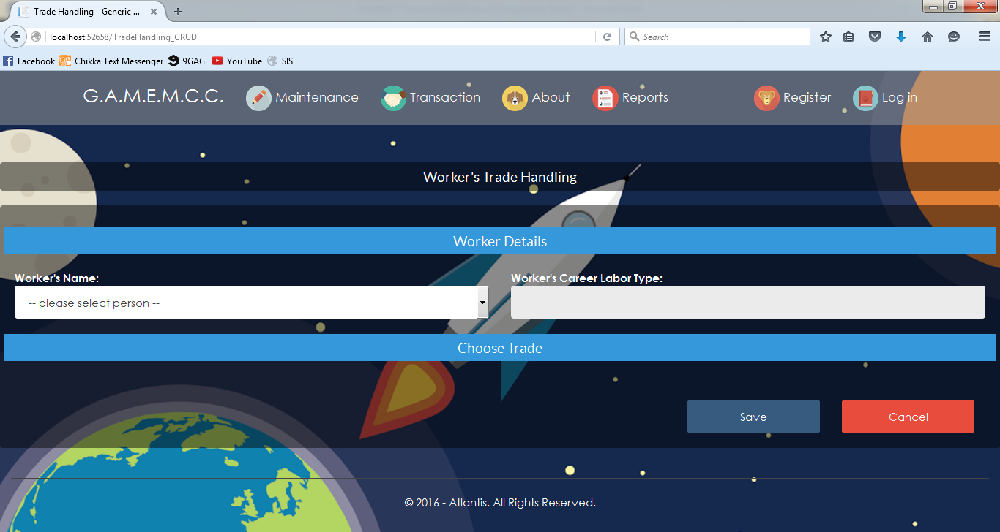 Trade Handling - Generic ...
localhost:52658/TradeHandling_CRUD
Search
Facebook Chikka Text Messenger 9GAG YouTube SIS
G.A.M.E.M.C.C. Maintenance Transaction About Reports Register Log in
Worker's Trade Handling
Worker Details
Worker's Name: Worker's Career Labor Type:
-- please select person --
Choose Trade
Save Cancel
© 2016 - Atlantis. All Rights Reserved.